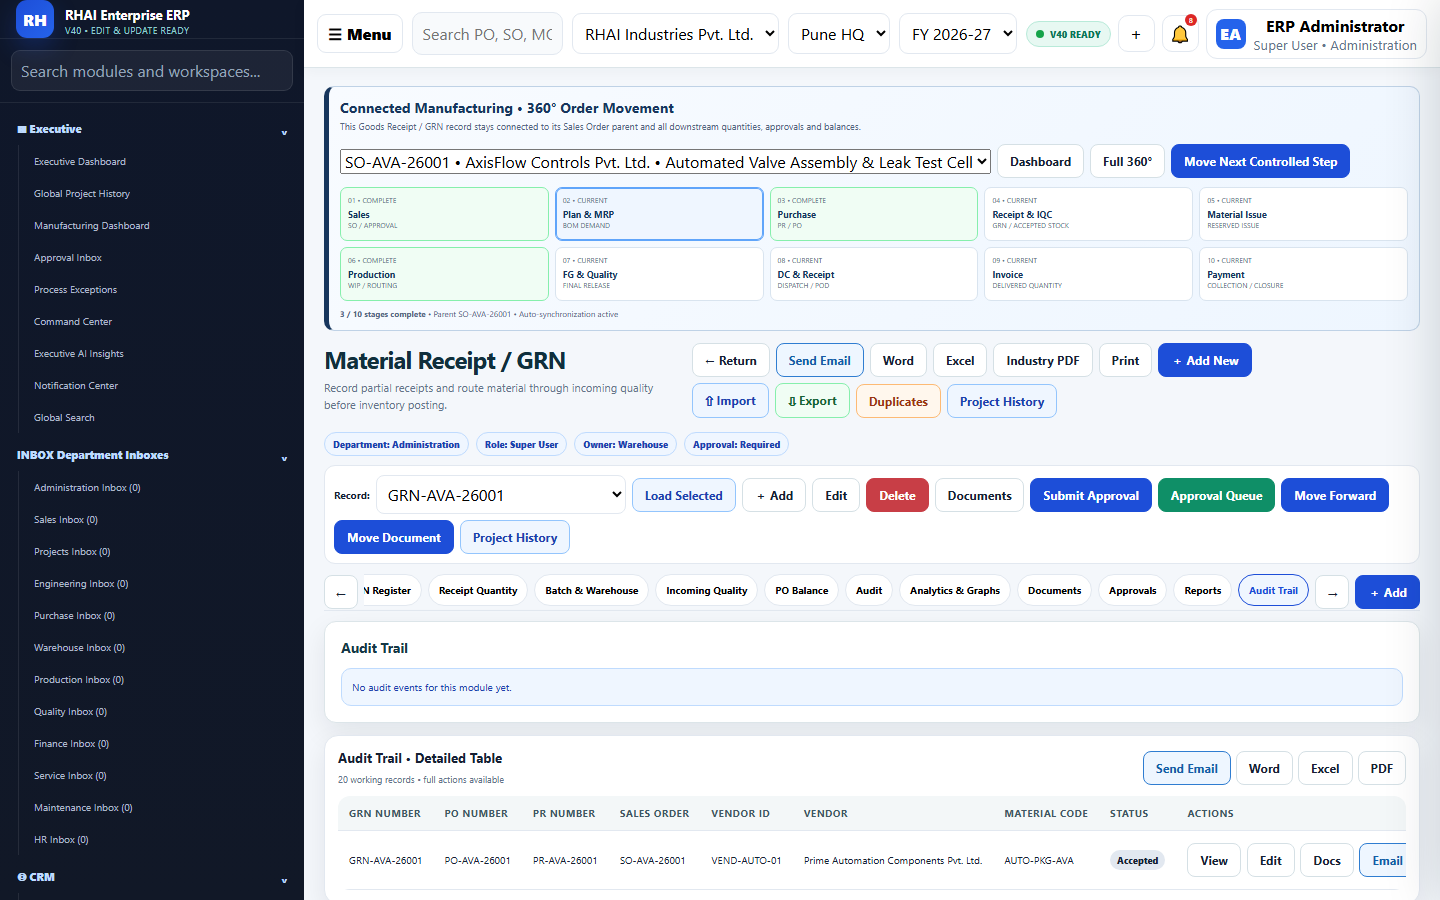 RH
RHAI Enterprise ERP
V40 • EDIT & UPDATE READY
Search modules and workspaces...
Executive
Executive Dashboard
Global Project History
Manufacturing Dashboard
Approval Inbox
Process Exceptions
Command Center
Executive AI Insights
Notification Center
Global Search
INBOX Department Inboxes
Administration Inbox (0)
Sales Inbox (0)
Projects Inbox (0)
Engineering Inbox (0)
Purchase Inbox (0)
Warehouse Inbox (0)
Production Inbox (0)
Quality Inbox (0)
Finance Inbox (0)
Service Inbox (0)
Maintenance Inbox (0)
HR Inbox (0)
CRM
☰ Menu
Search PO, SO, MC
RHAI Industries Pvt. Ltd.
Pune HQ
FY 2026-27
V40 READY
+
8
EA
ERP Administrator
Super User • Administration
Connected Manufacturing • 360° Order Movement
This Goods Receipt / GRN record stays connected to its Sales Order parent and all downstream quantities, approvals and balances.
SO-AVA-26001 • AxisFlow Controls Pvt. Ltd. • Automated Valve Assembly & Leak Test Cell
Dashboard
Full 360°
Move Next Controlled Step
01 • COMPLETE
Sales
SO / APPROVAL
02 • CURRENT
Plan & MRP
BOM DEMAND
03 • COMPLETE
Purchase
PR / PO
04 • CURRENT
Receipt & IQC
GRN / ACCEPTED STOCK
05 • CURRENT
Material Issue
RESERVED ISSUE
06 • COMPLETE
Production
WIP / ROUTING
07 • CURRENT
FG & Quality
FINAL RELEASE
08 • CURRENT
DC & Receipt
DISPATCH / POD
09 • CURRENT
Invoice
DELIVERED QUANTITY
10 • CURRENT
Payment
COLLECTION / CLOSURE
3 / 10 stages complete • Parent SO-AVA-26001 • Auto-synchronization active
Material Receipt / GRN
Record partial receipts and route material through incoming quality
before inventory posting.
← Return
Send Email
Word
Excel
Industry PDF
Print
+ Add New
⇧ Import
⇩ Export
Duplicates
Project History
Department: Administration
Role: Super User
Owner: Warehouse
Approval: Required
Record:
GRN-AVA-26001
Load Selected
+ Add
Edit
Delete
Documents
Submit Approval
Approval Queue
Move Forward
Move Document
Project History
←
N Register
Receipt Quantity
Batch & Warehouse
Incoming Quality
PO Balance
Audit
Analytics & Graphs
Documents
Approvals
Reports
Audit Trail
→
+ Add
Audit Trail
No audit events for this module yet.
Audit Trail • Detailed Table
20 working records • full actions available
Send Email
Word
Excel
PDF
GRN NUMBER PO NUMBER PR NUMBER SALES ORDER VENDOR ID VENDOR MATERIAL CODE STATUS ACTIONS
GRN-AVA-26001 PO-AVA-26001 PR-AVA-26001 SO-AVA-26001 VEND-AUTO-01 Prime Automation Components Pvt. Ltd. AUTO-PKG-AVA Accepted View Edit Docs Email